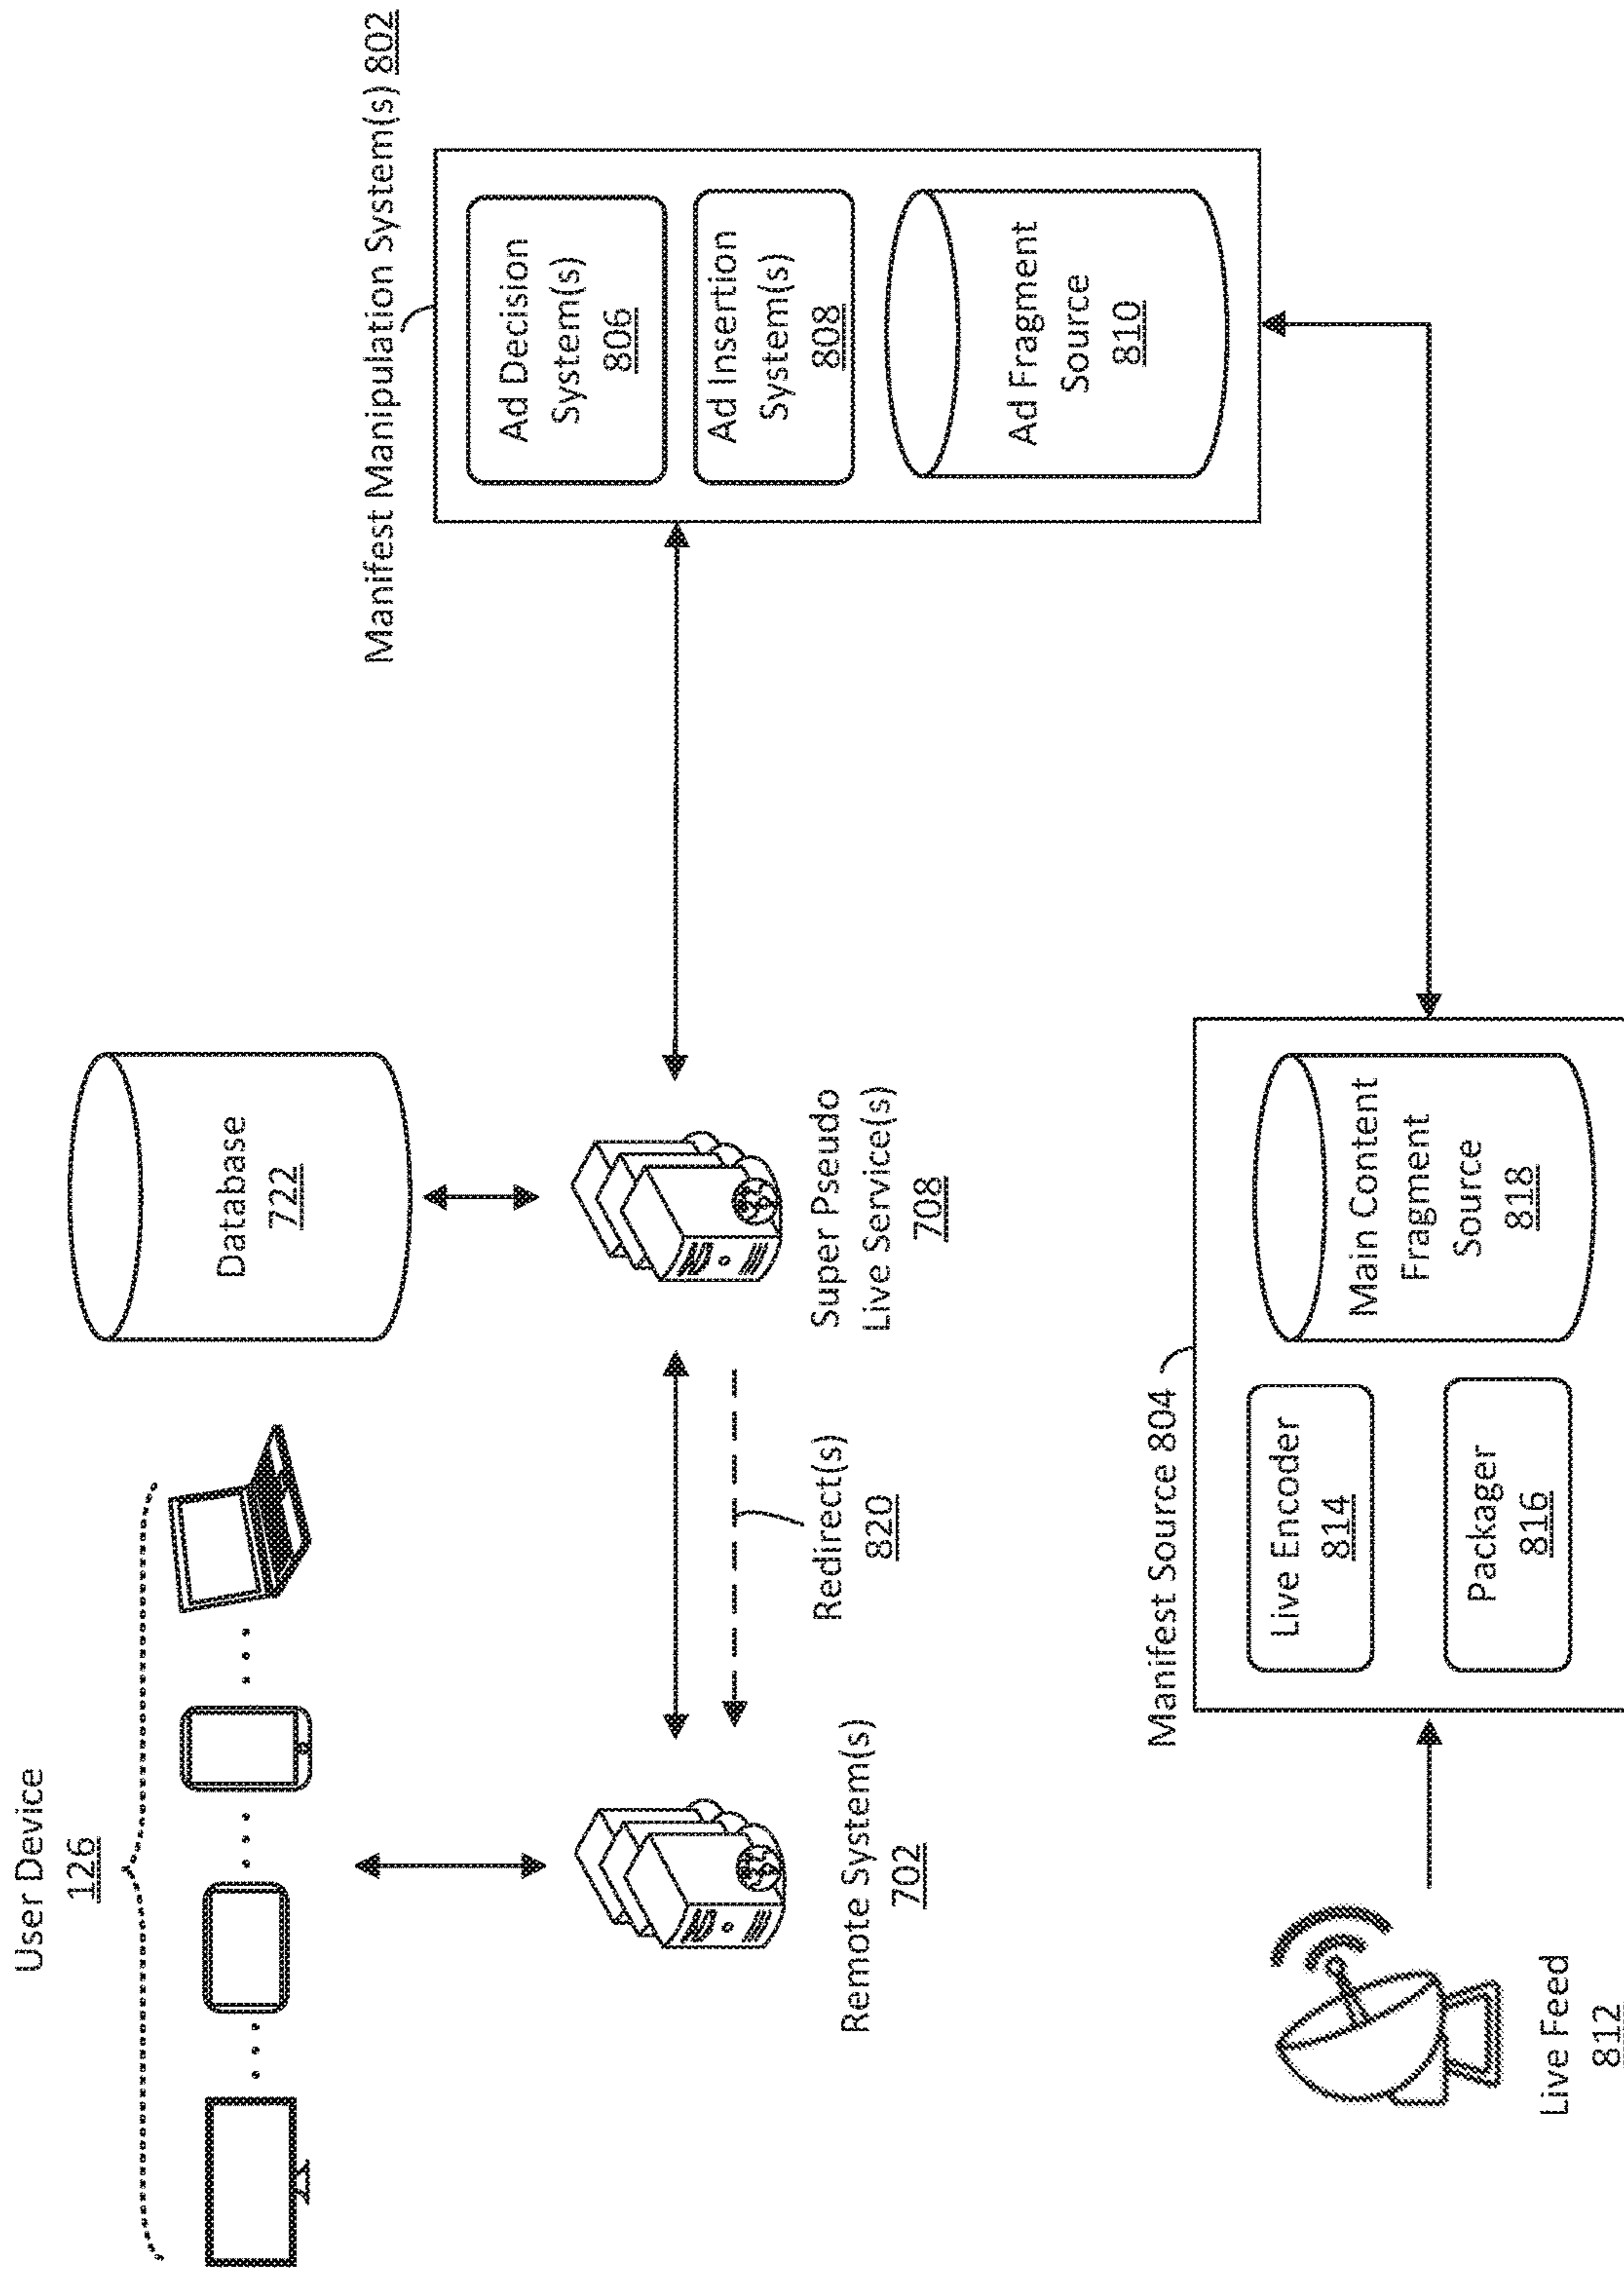 User Device
126
Database
722
Manifest Manipulation System(s) 802
Ad Decision
System(s)
806
Ad Insertion
System(s)
808
Ad Fragment
Source
810
Remote System(s)
702
Redirect(s)
820
Super Pseudo
Live Service(s)
708
Live Feed
812
Manifest Source 804
Live Encoder
814
Packager
816
Main Content
Fragment
Source
818